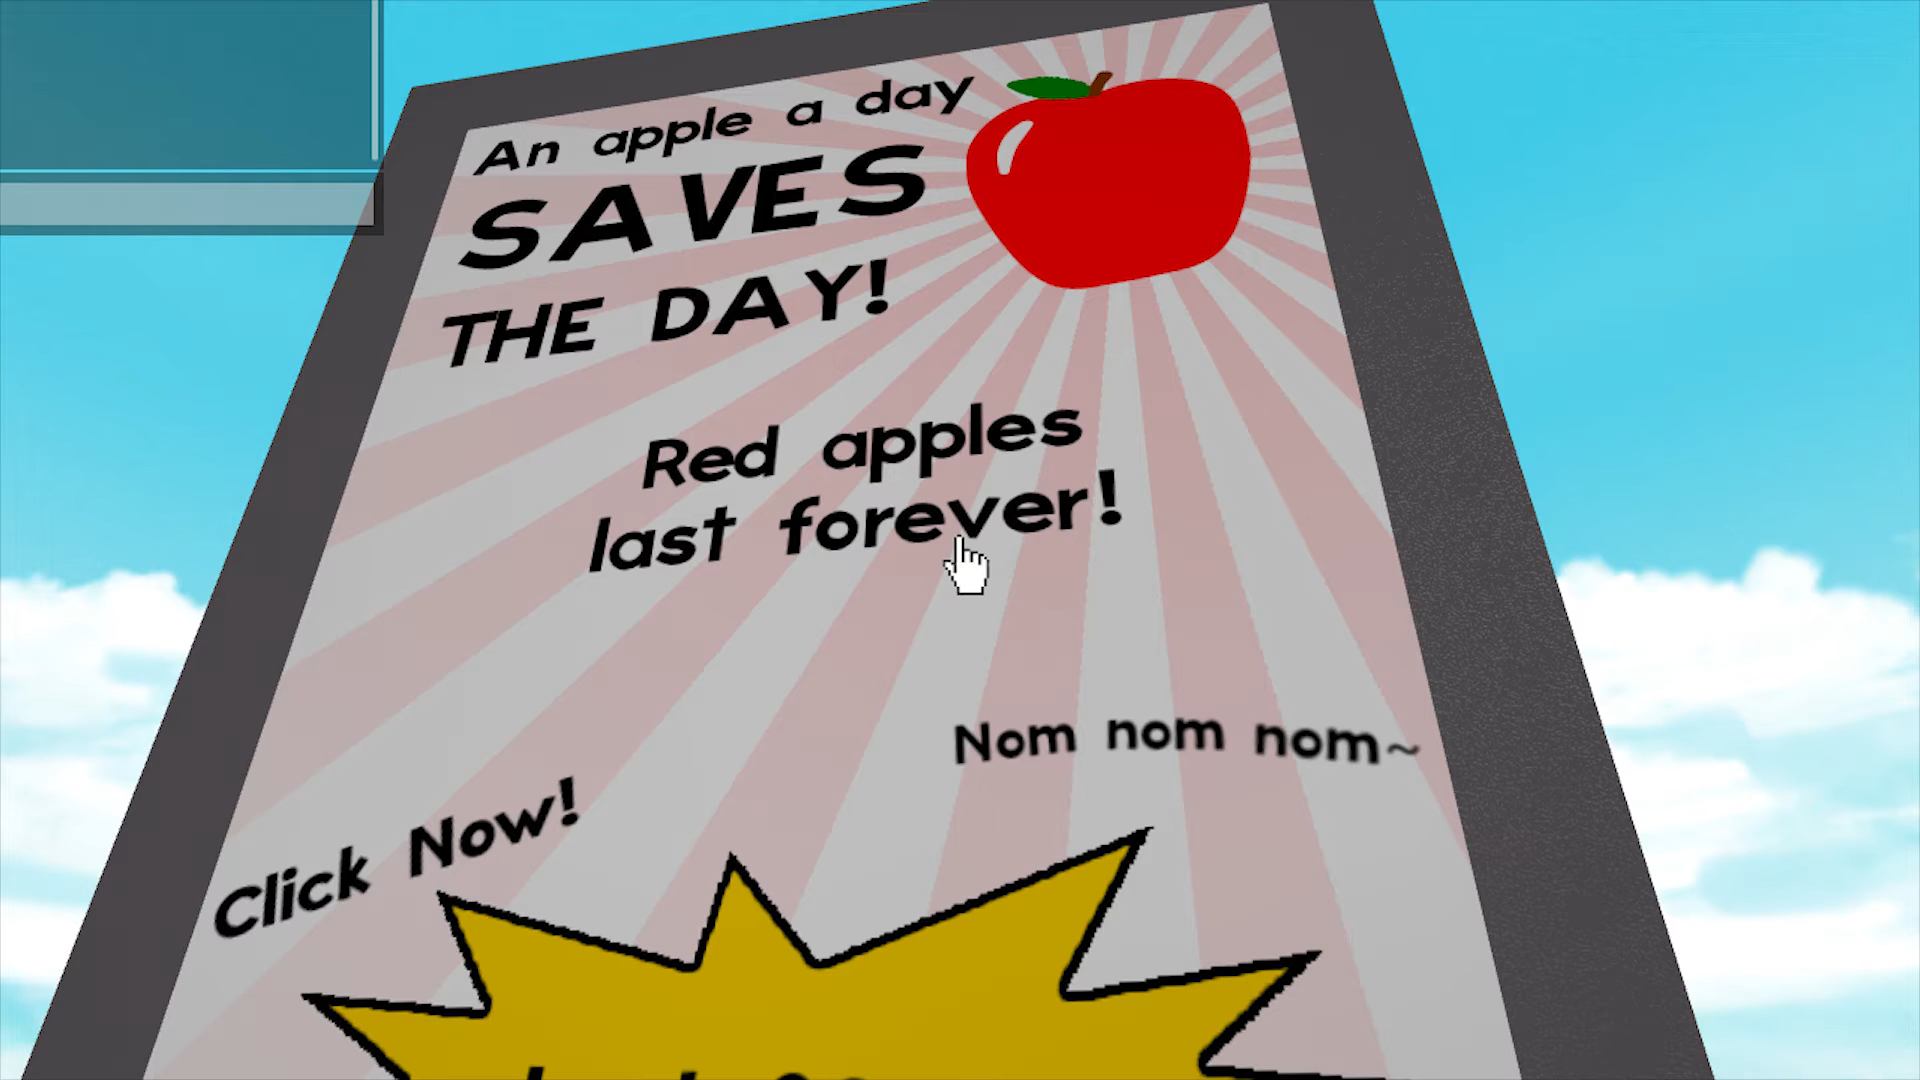 An apple a day
SAVES
THE DAY!
Red apples
last forever!
Nom nom nom~
Click Now!